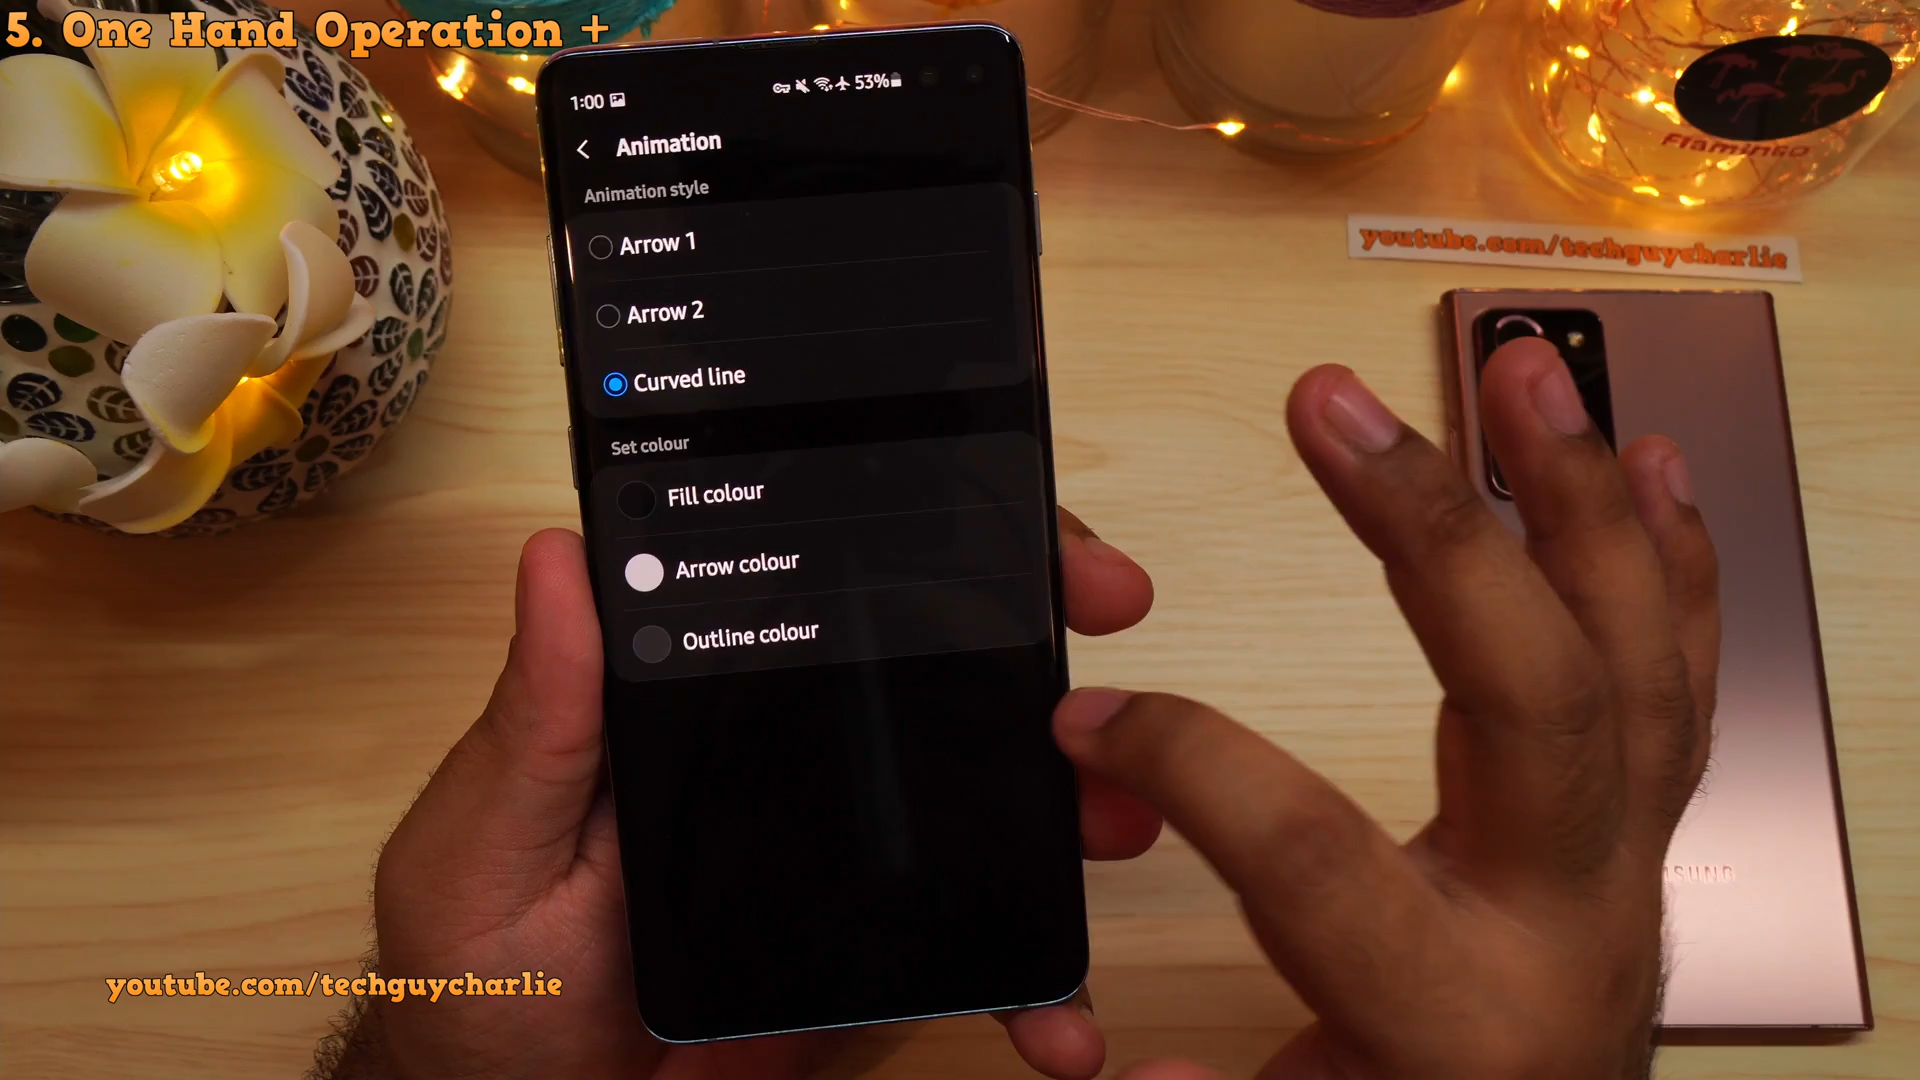 5. One Hand Operation +
1:00 53%
Animation
Animation style
Arrow 1
Arrow 2
Curved line
Set colour
Fill colour
Arrow colour
Outline colour
Flamingo
youtube.com/techguycharlie
SUNG
youtube.com/techguycharlie